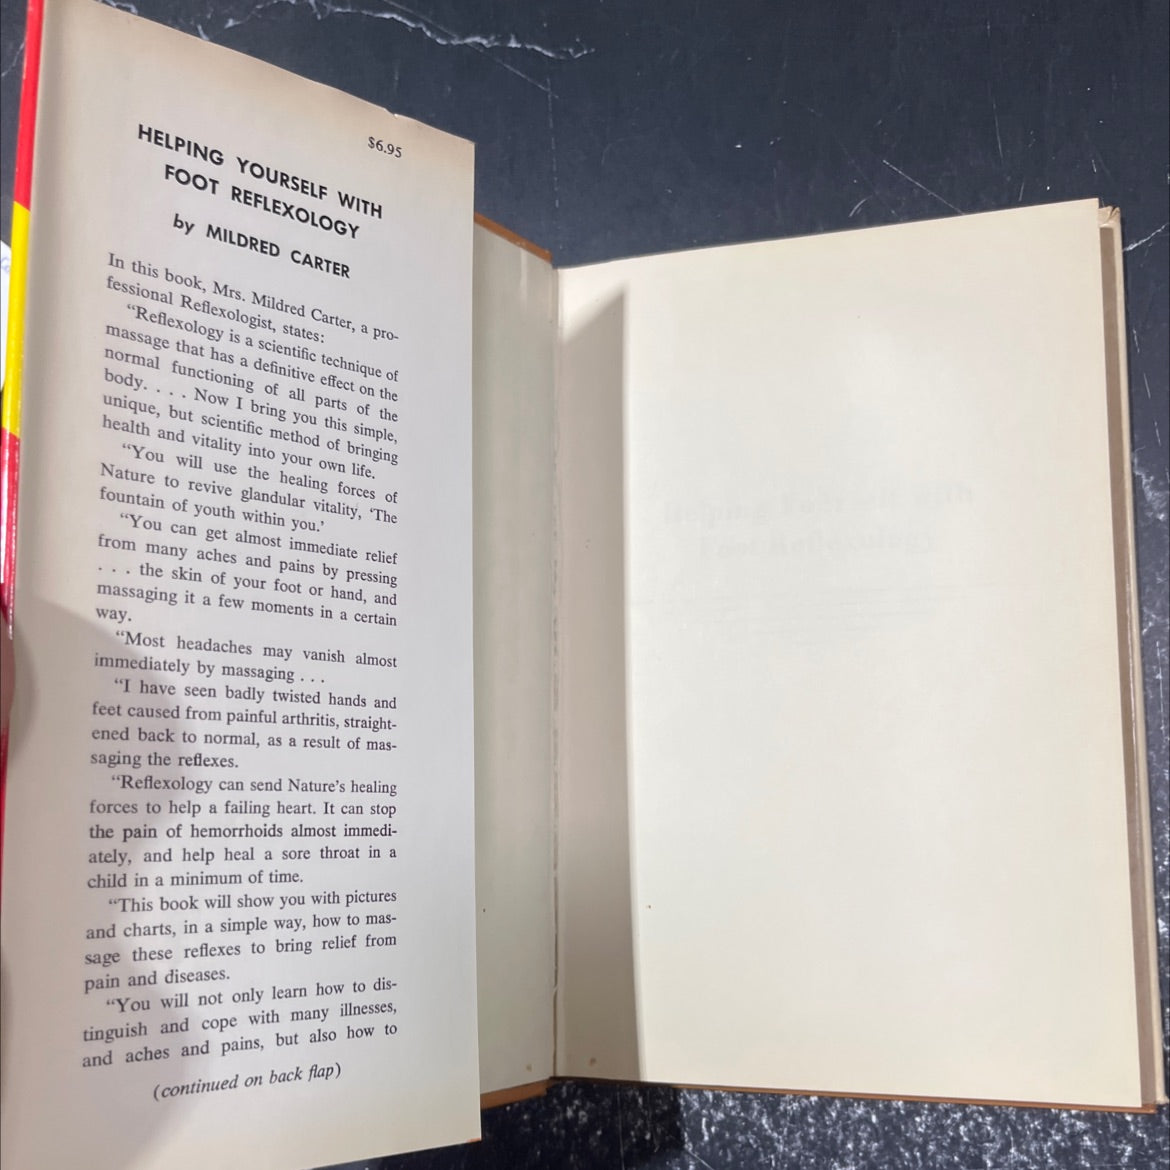 $6.95
HELPING YOURSELF WITH
FOOT REFLEXOLOGY
by MILDRED CARTER
In this book, Mrs. Mildred Carter, a pro-
fessional Reflexologist, states:
“Reflexology is a scientific technique of
massage that has a definitive effect on the
normal functioning of all parts of the
body. . . . Now I bring you this simple,
unique, but scientific method of bringing
health and vitality into your own life.
“You will use the healing forces of
Nature to revive glandular vitality, ‘The
fountain of youth within you.’
“You can get almost immediate relief
from many aches and pains by pressing
. . . the skin of your foot or hand, and
massaging it a few moments in a certain
way.
“Most headaches may vanish almost
immediately by massaging . . .
“I have seen badly twisted hands and
feet caused from painful arthritis, straight-
ened back to normal, as a result of mas-
saging the reflexes.
“Reflexology can send Nature’s healing
forces to help a failing heart. It can stop
the pain of hemorrhoids almost immedi-
ately, and help heal a sore throat in a
child in a minimum of time.
“This book will show you with pictures
and charts, in a simple way, how to mas-
sage these reflexes to bring relief from
pain and diseases.
“You will not only learn how to dis-
tinguish and cope with many illnesses,
and aches and pains, but also how to
(continued on back flap)